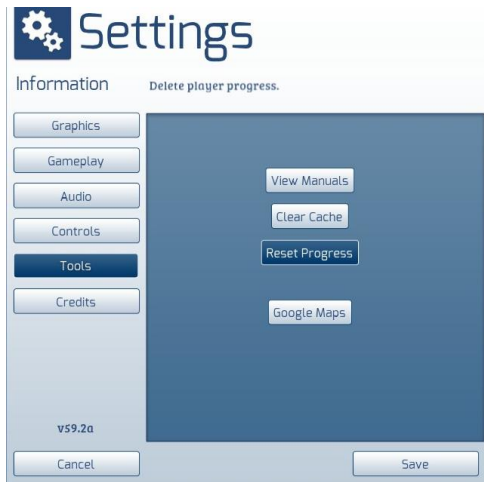 Settings
Information
Delete player progress.
Graphics
Gameplay
Audio
Controls
Tools
Credits
View Manuals
Clear Cache
Reset Progress
Google Maps
v59.2a
Cancel
Save